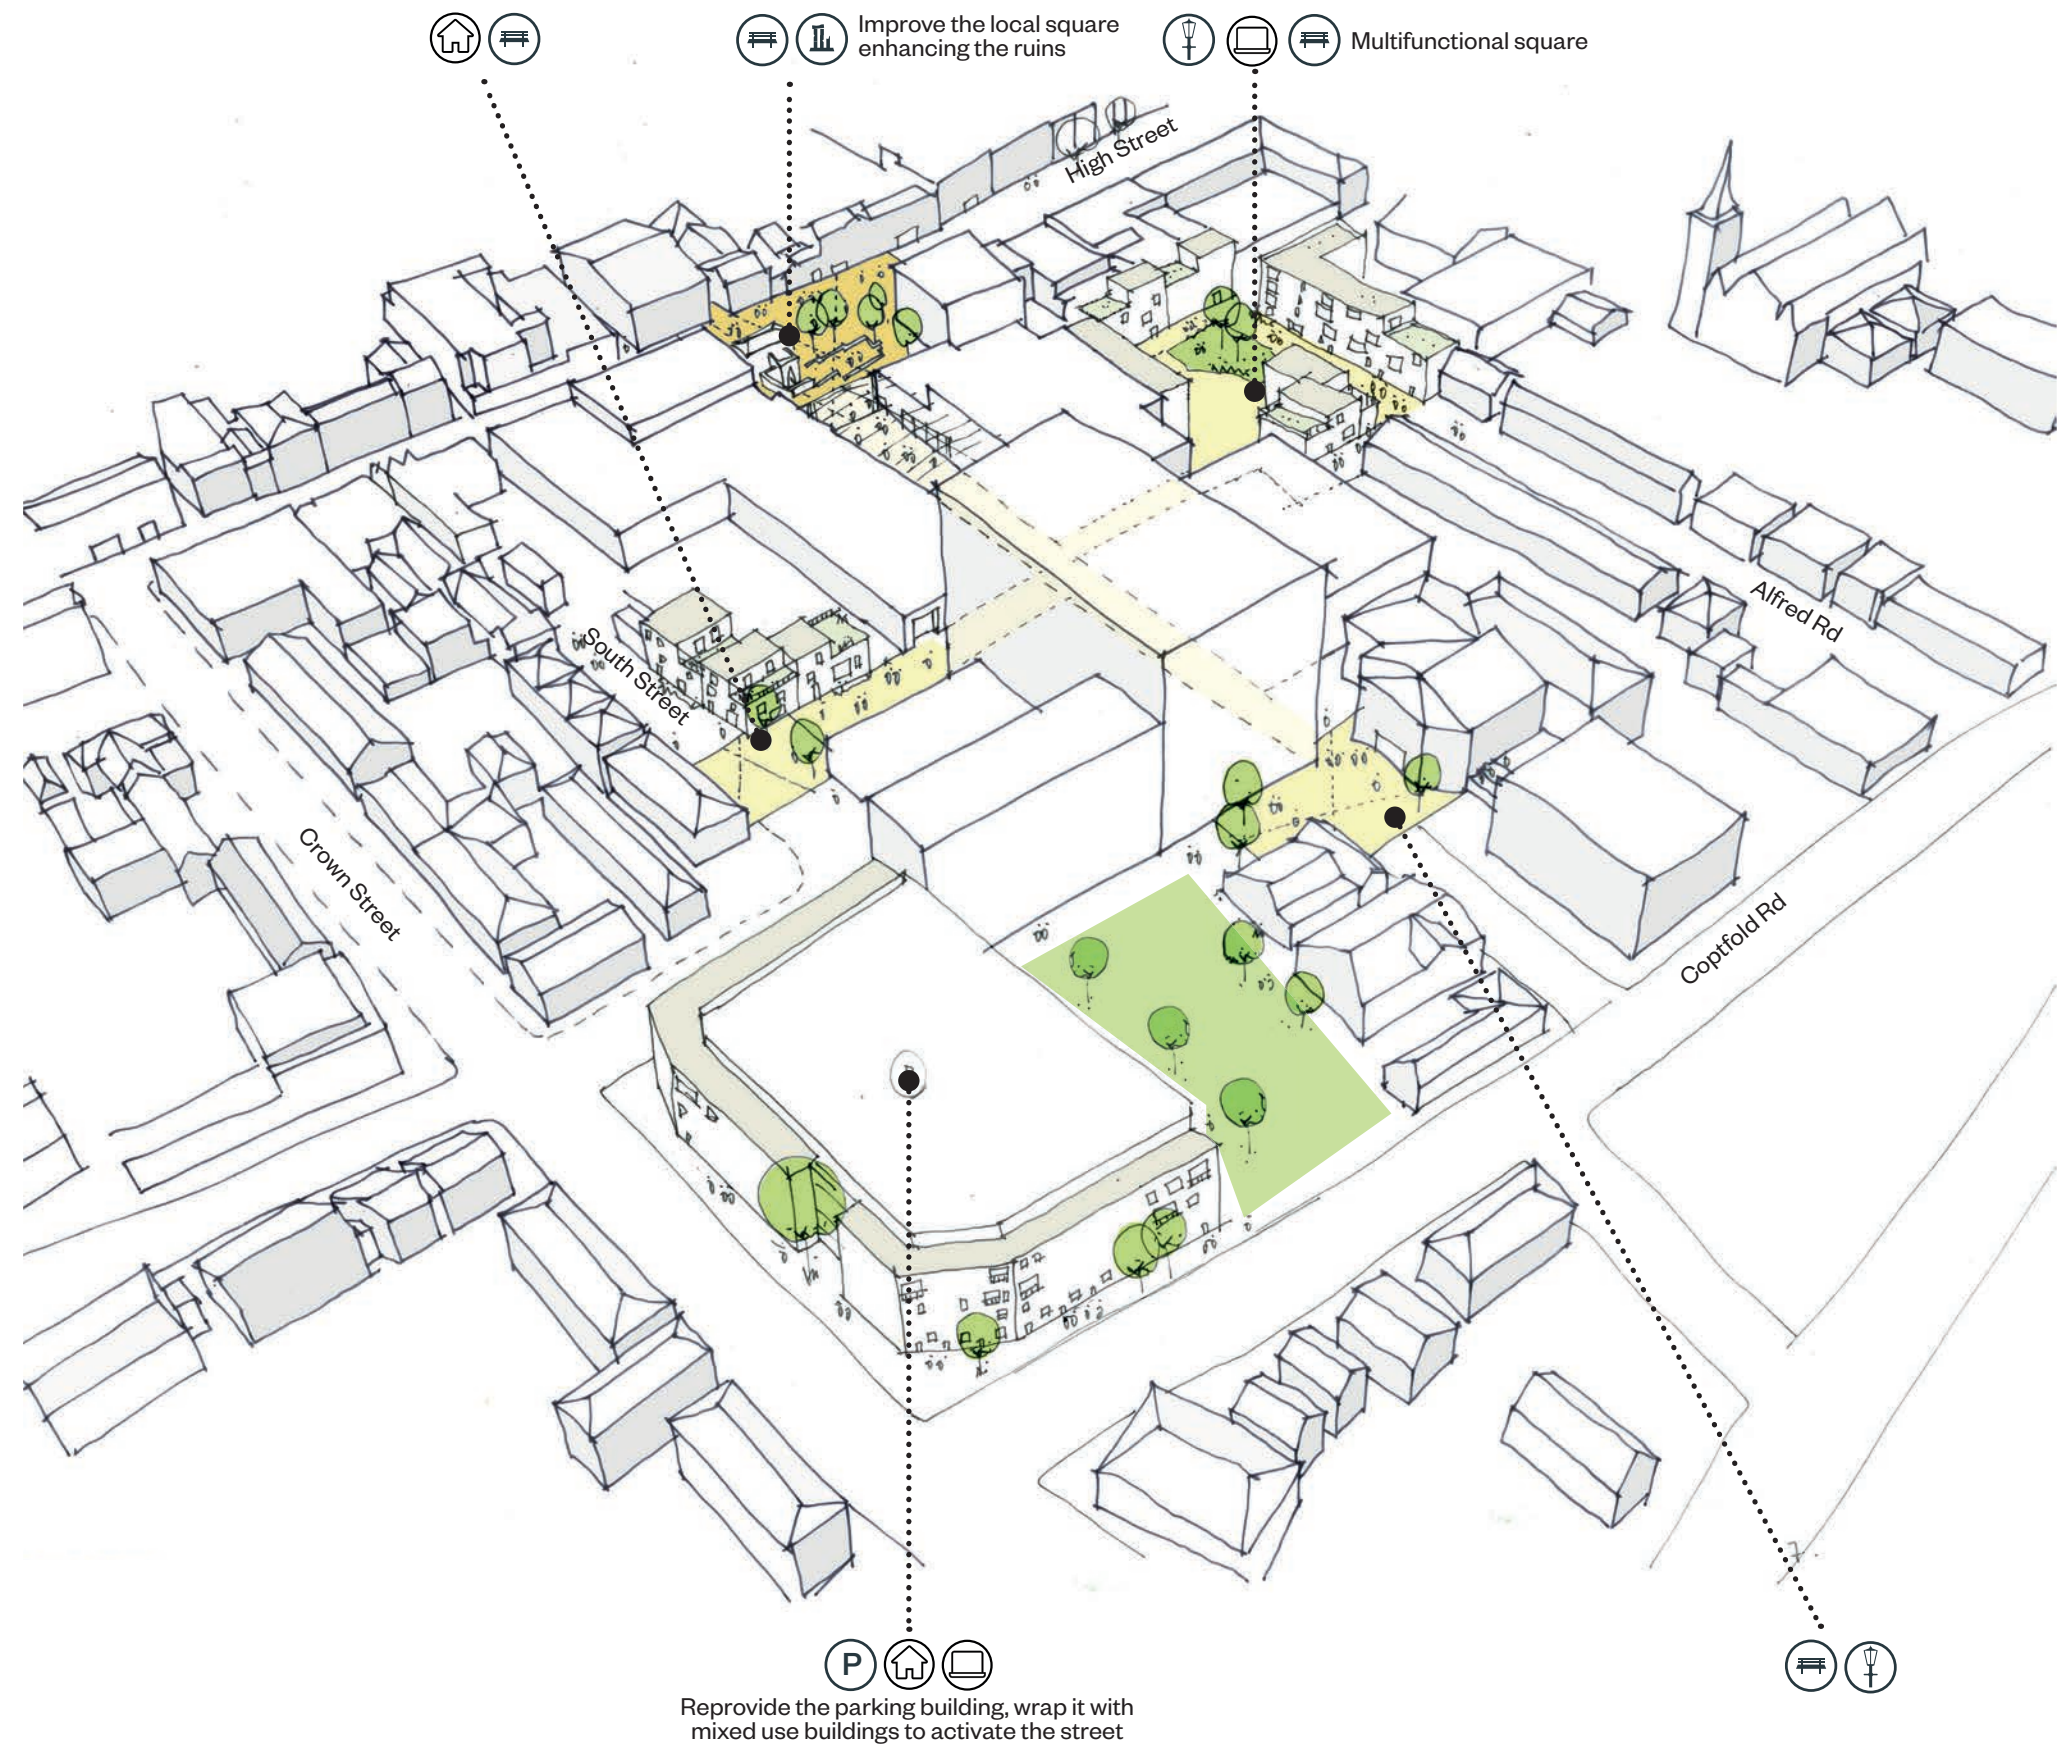 Improve the local square
enhancing the ruins
Multifunctional square
High Street
Alfred Rd
South Street
Crown Street
Coptfold Rd
P
Reprovide the parking building, wrap it with
mixed use buildings to activate the street